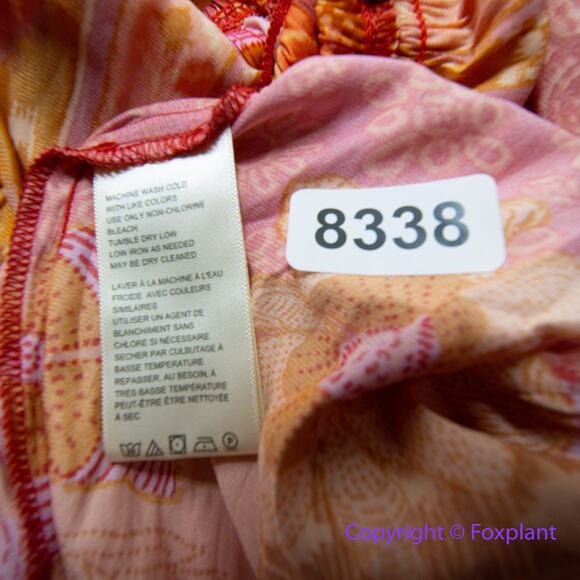 MACHINE WASH COLD
WITH LIKE COLORS
USE ONLY NON-CHLORINE
BLEACH
TUMBLE DRY LOW
LOW IRON AS NEEDED
MAY BE DRY CLEANED
LAVER À LA MACHINE À L'EAU
FROIDE, AVEC COULEURS
SIMILAIRES
UTILISER UN AGENT DE
BLANCHIMENT SANS
CHLORE SI NÉCESSAIRE
SECHER PAR CULBUTAGE À
BASSE TEMPÉRATURE
REPASSER, AU BESOIN, À
TRÈS BASSE TEMPÉRATURE
PEUT-ÊTRE ÊTRE NETTOYÉE
À SEC
8338
Copyright © Foxplant